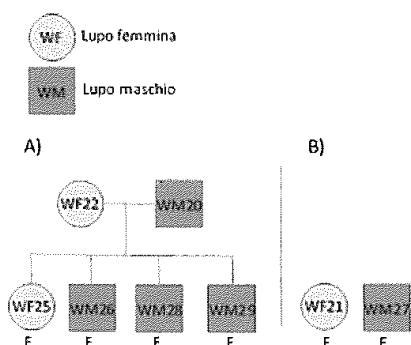 WF Lupo femmina
WM Lupo maschio
A) B)
WF22 WM20
WF25 WM26 WM28 WM29 WF21 WM27
F F F F F F